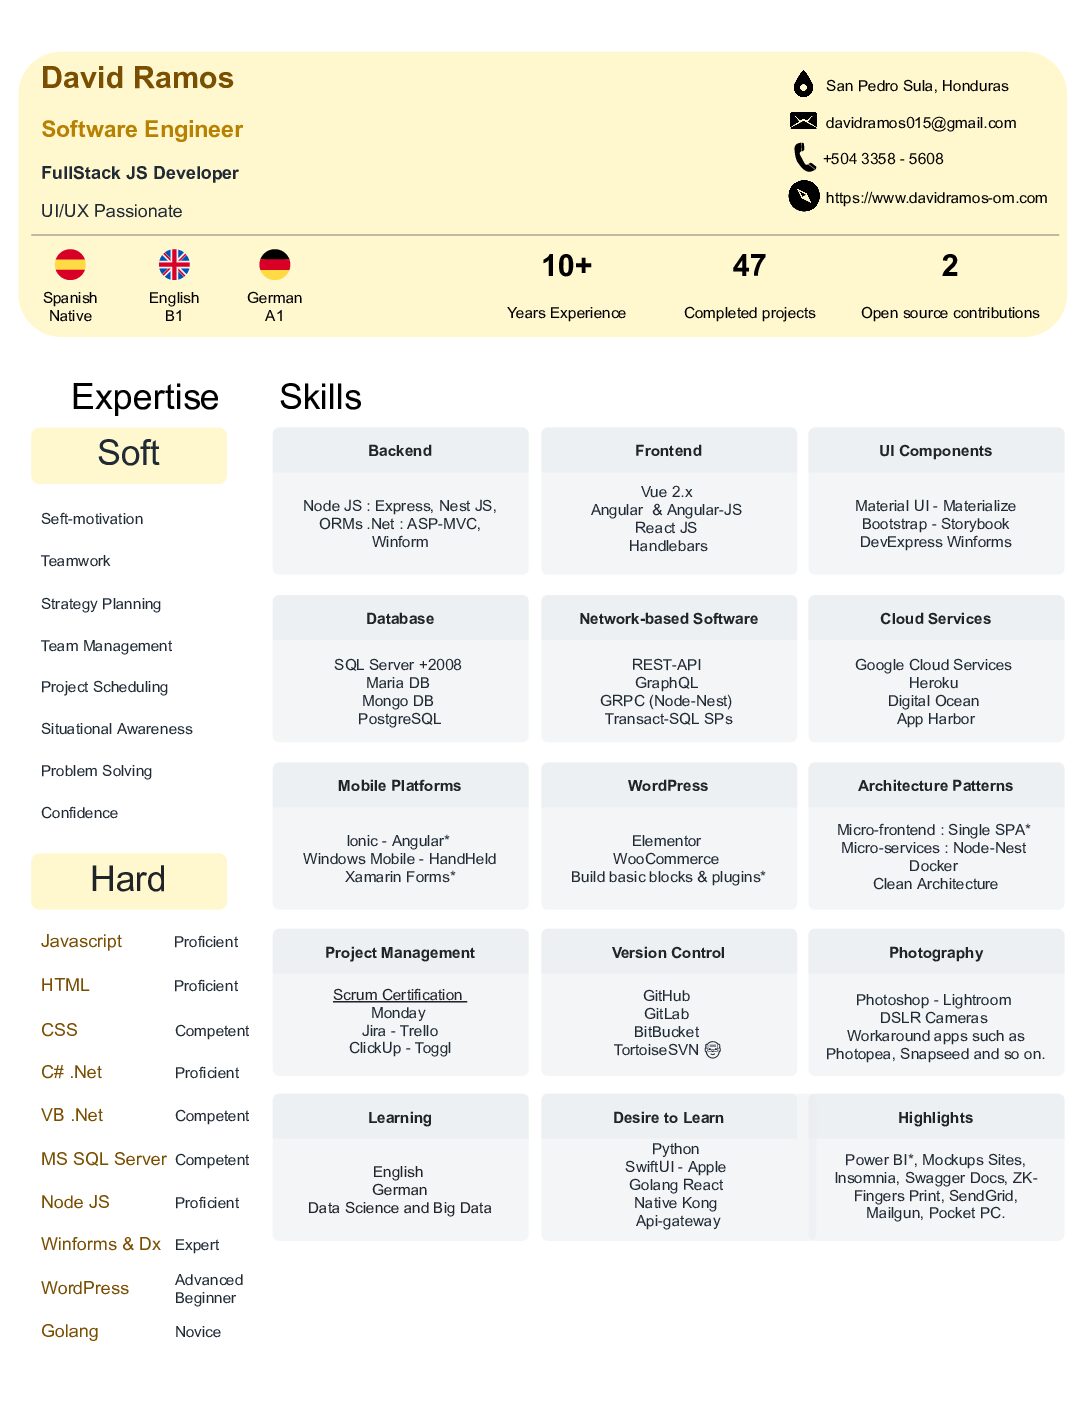 David Ramos
Software Engineer
FullStack JS Developer
UI/UX Passionate
San Pedro Sula, Honduras
davidramos015@gmail.com
+504 3358 - 5608
https://www.davidramos-om.com
Spanish
Native
English
B1
German
A1
10+
Years Experience
47
Completed projects
2
Open source contributions
Expertise
Soft
Seft-motivation
Teamwork
Strategy Planning
Team Management
Project Scheduling
Situational Awareness
Problem Solving
Confidence
Hard
Javascript Proficient
HTML Proficient
CSS Competent
C# .Net Proficient
VB .Net Competent
MS SQL Server Competent
Node JS Proficient
Winforms & Dx Expert
WordPress Advanced
Beginner
Golang Novice
Skills
Backend
Node JS : Express, Nest JS,
ORMs .Net : ASP-MVC,
Winform
Frontend
Vue 2.x
Angular & Angular-JS
React JS
Handlebars
UI Components
Material UI - Materialize
Bootstrap - Storybook
DevExpress Winforms
Database
SQL Server +2008
Maria DB
Mongo DB
PostgreSQL
Network-based Software
REST-API
GraphQL
GRPC (Node-Nest)
Transact-SQL SPs
Cloud Services
Google Cloud Services
Heroku
Digital Ocean
App Harbor
Mobile Platforms
Ionic - Angular*
Windows Mobile - HandHeld
Xamarin Forms*
WordPress
Elementor
WooCommerce
Build basic blocks & plugins*
Architecture Patterns
Micro-frontend : Single SPA*
Micro-services : Node-Nest
Docker
Clean Architecture
Project Management
Scrum Certification
Monday
Jira - Trello
ClickUp - Toggl
Version Control
GitHub
GitLab
BitBucket
TortoiseSVN
Photography
Photoshop - Lightroom
DSLR Cameras
Workaround apps such as
Photopea, Snapseed and so on.
Learning
English
German
Data Science and Big Data
Desire to Learn
Python
SwiftUI - Apple
Golang React
Native Kong
Api-gateway
Highlights
Power BI*, Mockups Sites,
Insomnia, Swagger Docs, ZK-
Fingers Print, SendGrid,
Mailgun, Pocket PC.